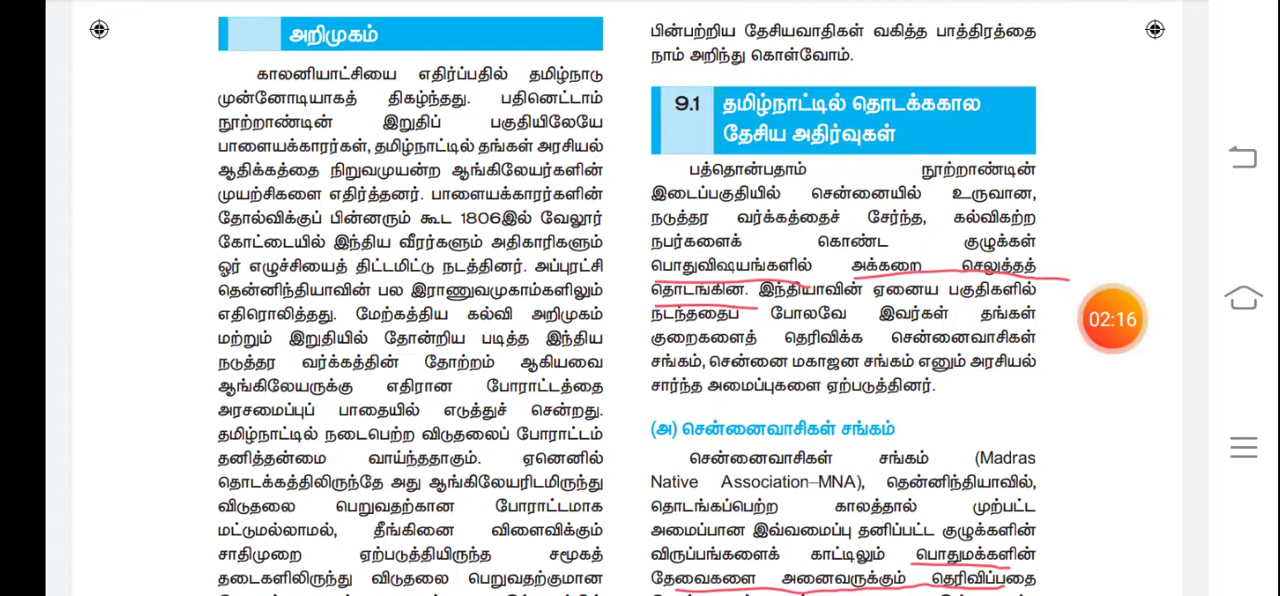 அறிமுகம்
காலனியாட்சியை எதிர்ப்பதில் தமிழ்நாடு
முன்னோடியாகத் திகழ்ந்தது. பதினெட்டாம்
நூற்றாண்டின் இறுதிப் பகுதியிலேயே
பாளையக்காரர்கள், தமிழ்நாட்டில் தங்கள் அரசியல்
ஆதிக்கத்தை நிறுவமுயன்ற ஆங்கிலேயர்களின்
முயற்சிகளை எதிர்த்தனர். பாளையக்காரர்களின்
தோல்விக்குப் பின்னரும் கூட 1806இல் வேலூர்
கோட்டையில் இந்திய வீரர்களும் அதிகாரிகளும்
ஓர் எழுச்சியைத் திட்டமிட்டு நடத்தினர். அப்புரட்சி
தென்னிந்தியாவின் பல இராணுவமுகாம்களிலும்
எதிரொலித்தது. மேற்கத்திய கல்வி அறிமுகம்
மற்றும் இறுதியில் தோன்றிய படித்த இந்திய
நடுத்தர வர்க்கத்தின் தோற்றம் ஆகியவை
ஆங்கிலேயருக்கு எதிரான போராட்டத்தை
அரசமைப்புப் பாதையில் எடுத்துச் சென்றது.
தமிழ்நாட்டில் நடைபெற்ற விடுதலைப் போராட்டம்
தனித்தன்மை வாய்ந்ததாகும். ஏனெனில்
தொடக்கத்திலிருந்தே அது ஆங்கிலேயரிடமிருந்து
விடுதலை பெறுவதற்கான போராட்டமாக
மட்டுமல்லாமல், தீங்கினை விளைவிக்கும்
சாதிமுறை ஏற்படுத்தியிருந்த சமூகத்
தடைகளிலிருந்து விடுதலை பெறுவதற்குமான
பின்பற்றிய தேசியவாதிகள் வகித்த பாத்திரத்தை
நாம் அறிந்து கொள்வோம்.
9.1 தமிழ்நாட்டில் தொடக்ககால
தேசிய அதிர்வுகள்
பத்தொன்பதாம் நூற்றாண்டின்
இடைப்பகுதியில் சென்னையில் உருவான,
நடுத்தர வர்க்கத்தைச் சேர்ந்த, கல்விகற்ற
நபர்களைக் கொண்ட குழுக்கள்
பொதுவிஷயங்களில் அக்கறை செலுத்தத்
தொடங்கின. இந்தியாவின் ஏனைய பகுதிகளில்
நடந்ததைப் போலவே இவர்கள் தங்கள்
குறைகளைத் தெரிவிக்க சென்னைவாசிகள்
சங்கம், சென்னை மகாஜன சங்கம் எனும் அரசியல்
சார்ந்த அமைப்புகளை ஏற்படுத்தினர்.
(அ) சென்னைவாசிகள் சங்கம்
சென்னைவாசிகள் சங்கம் (Madras
Native Association–MNA), தென்னிந்தியாவில்,
தொடங்கப்பெற்ற காலத்தால் முற்பட்ட
அமைப்பான இவ்வமைப்பு தனிப்பட்ட குழுக்களின்
விருப்பங்களைக் காட்டிலும் பொதுமக்களின்
தேவைகளை அனைவருக்கும் தெரிவிப்பதை
02:16